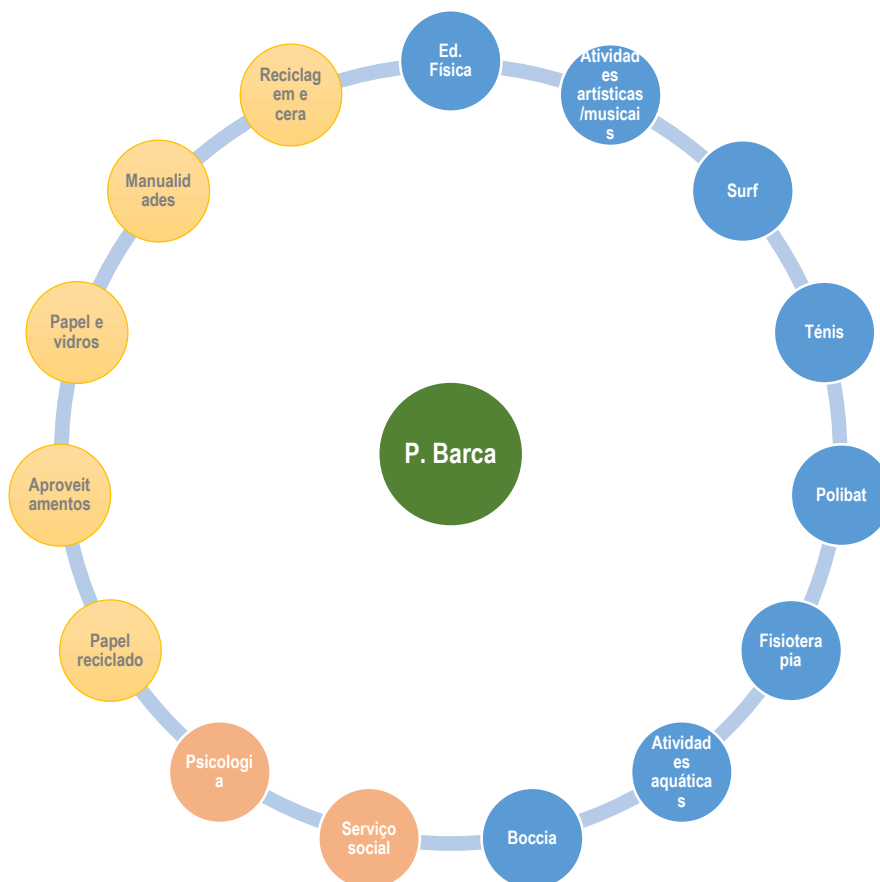 Ed.
Física
Atividad
es
artísticas
/musicai
s
Surf
Ténis
Polibat
Fisiotera
pia
Atividad
es
aquática
s
Boccia
Serviço
social
Psicologi
a
Papel
reciclado
Aproveit
amentos
Papel e
vidros
Manualid
ades
Reciclag
em e
cera
P. Barca